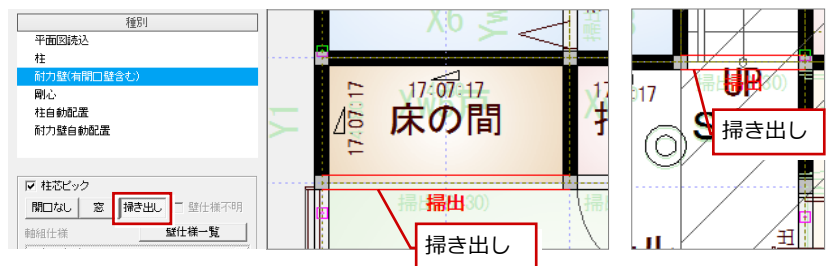 種別
平面図読込
柱
耐力壁(有開口壁含む)
剛心
柱自動配置
耐力壁自動配置
柱芯ピック
開口なし 窓 掃き出し 壁仕様不明
軸組仕様 壁仕様一覧
X6
Y1
17:07:17
17:07:17
床の間
掃出
掃き出し
17
掃出
UP
掃き出し